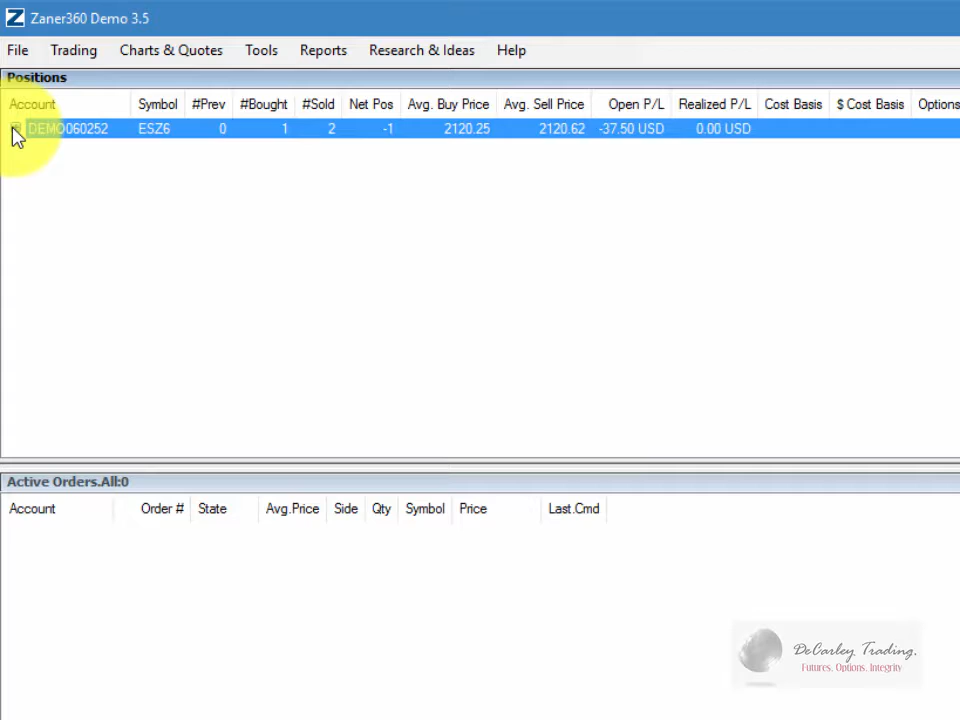 Zaner360 Demo 3.5
File Trading Charts & Quotes Tools Reports Research & Ideas Help
Positions
Account Symbol #Prev #Bought #Sold Net Pos Avg. Buy Price Avg. Sell Price Open P/L Realized P/L Cost Basis $ Cost Basis Options
DEMO060252 ESZ6 0 1 2 -1 2120.25 2120.62 -37.50 USD 0.00 USD
Active Orders.All:0
Account Order # State Avg.Price Side Qty Symbol Price Last.Cmd
DeCarley Trading.
Futures. Options. Integrity